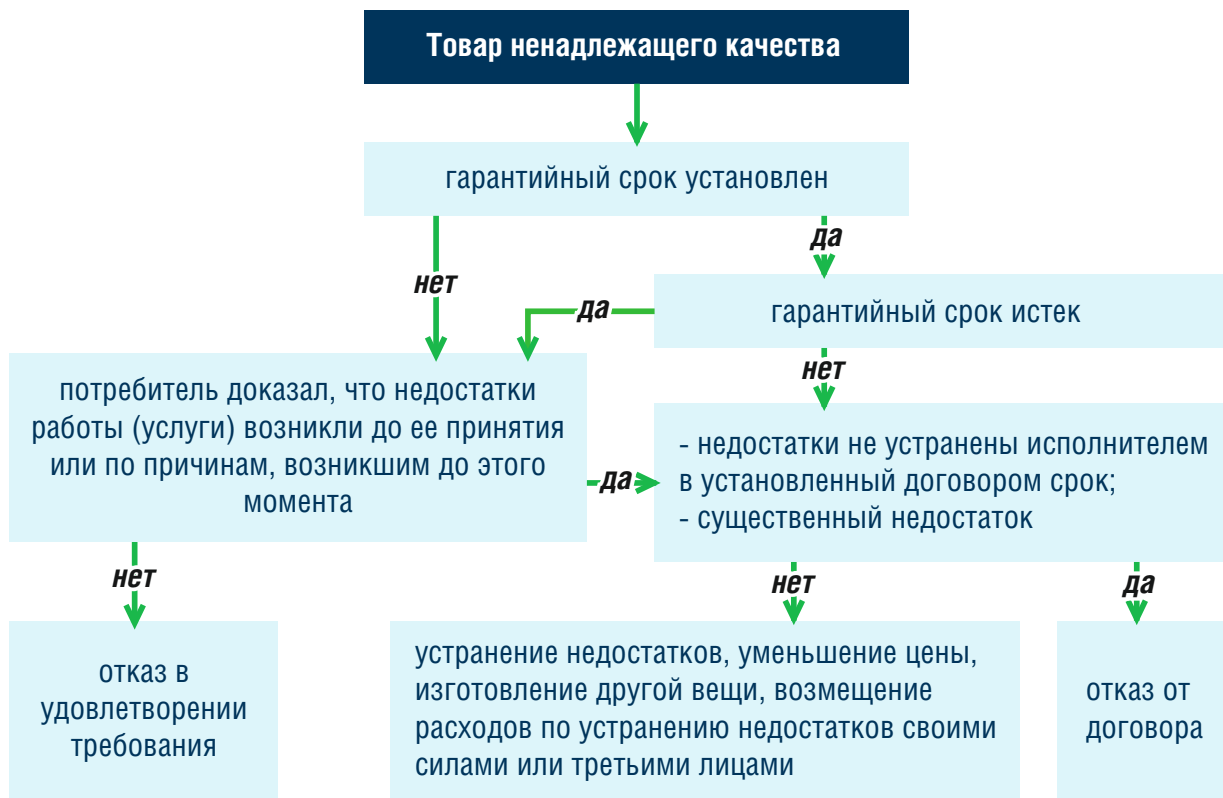 Товар ненадлежащего качества
гарантийный срок установлен
да
нет
да
гарантийный срок истек
нет
потребитель доказал, что недостатки
работы (услуги) возникли до ее принятия
или по причинам, возникшим до этого
момента
да
- недостатки не устранены исполнителем
в установленный договором срок;
- существенный недостаток
нет
нет
да
отказ в
удовлетворении
требования
устранение недостатков, уменьшение цены,
изготовление другой вещи, возмещение
расходов по устранению недостатков своими
силами или третьими лицами
отказ от
договора